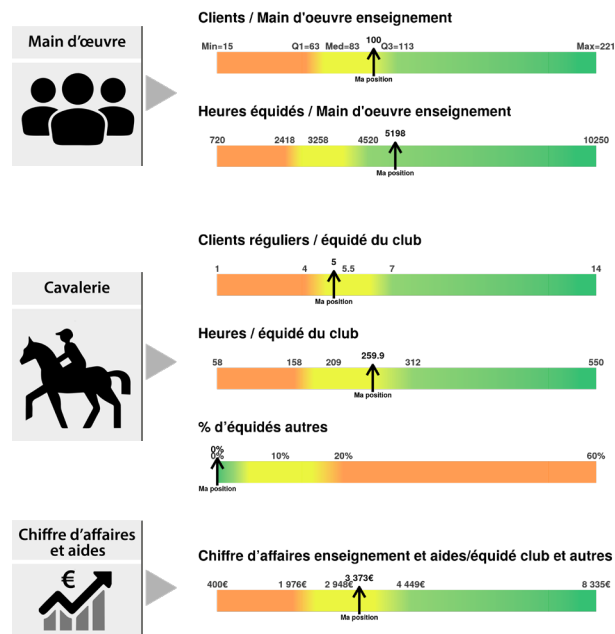 Main d'œuvre
Clients / Main d'oeuvre enseignement
Min=15 Q1=63 Med=83 100 Q3=113 Max=221
Ma position
Heures équidés / Main d'oeuvre enseignement
720 2418 3258 4520 5198 10250
Ma position
Cavalerie
Clients réguliers / équidé du club
1 4 5 5.5 7 14
Ma position
Heures / équidé du club
58 158 209 259.9 312 550
Ma position
% d'équidés autres
0%
0% 10% 20% 60%
Ma position
Chiffre d'affaires
et aides
€
Chiffre d'affaires enseignement et aides/équidé club et autres
400€ 1 976€ 2 948€ 3 373€ 4 449€ 8 335€
Ma position